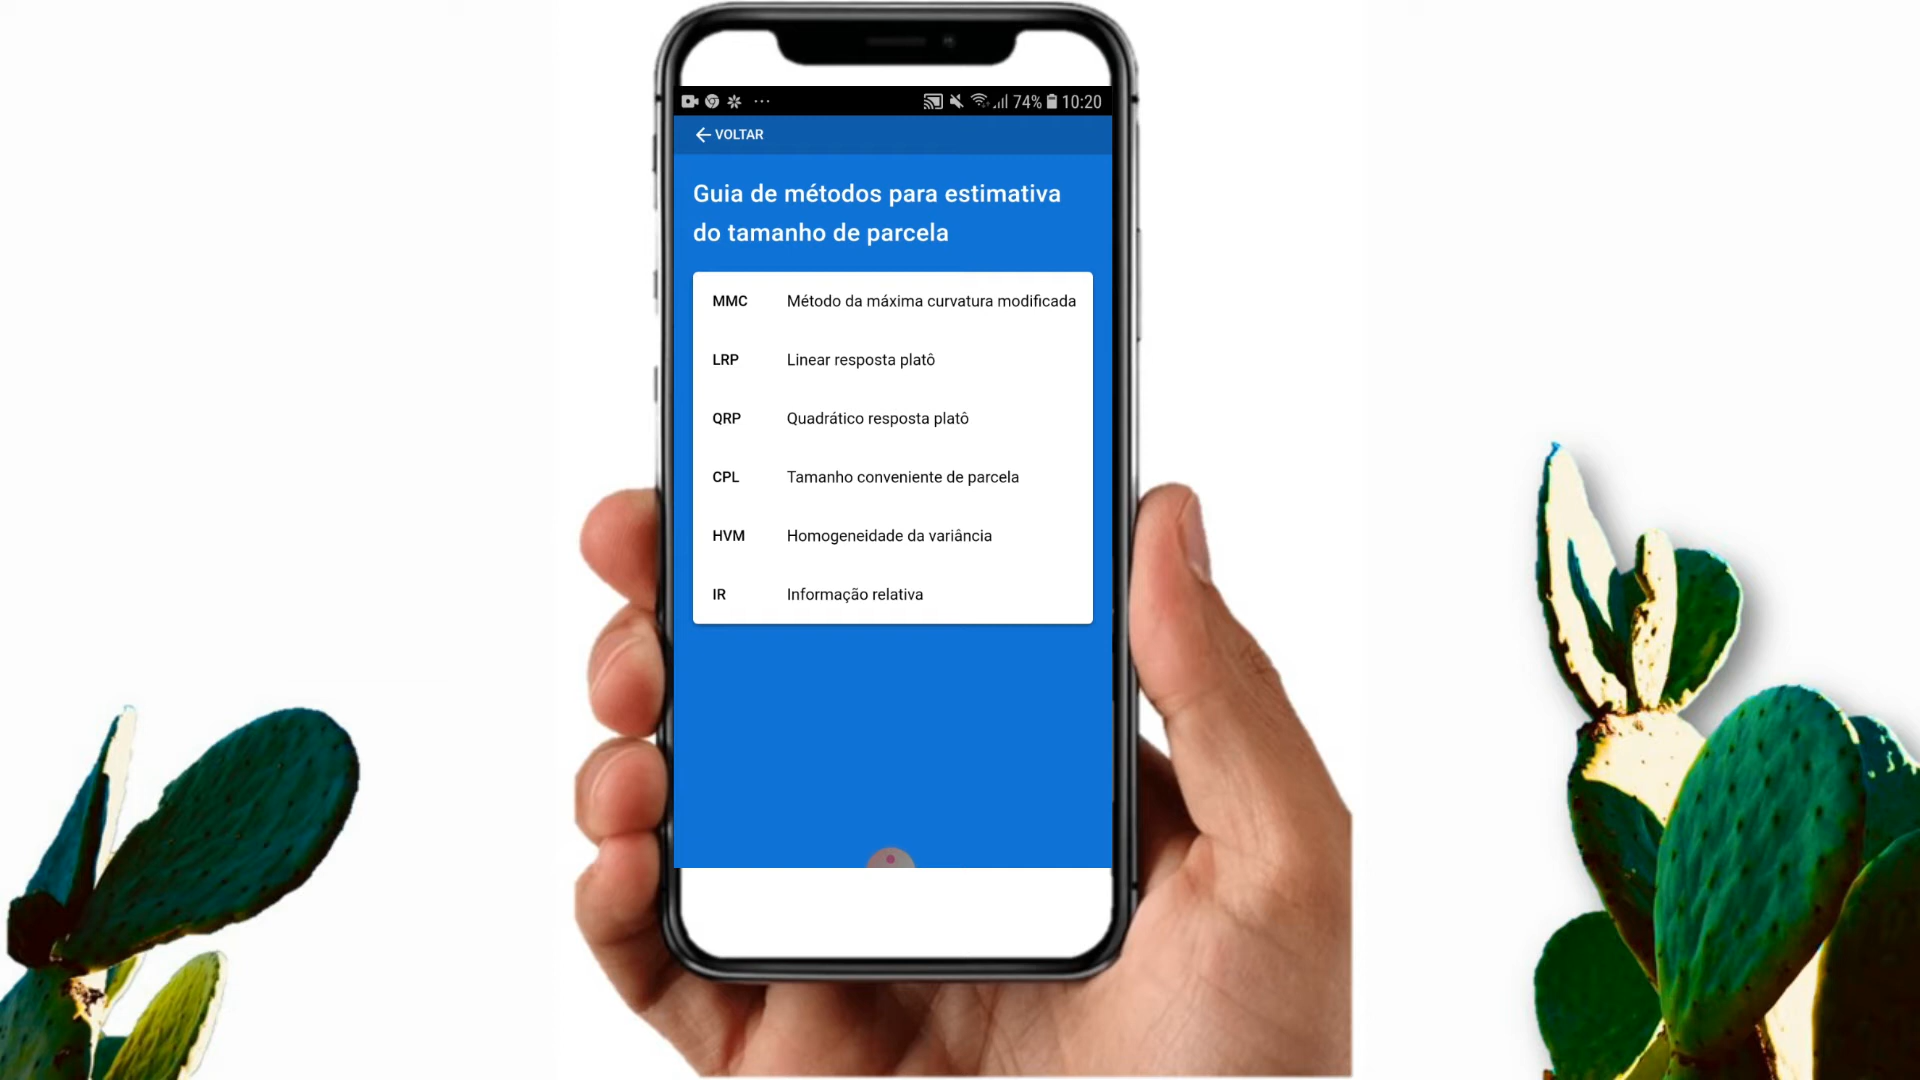 74% 10:20
VOLTAR
Guia de métodos para estimativa
do tamanho de parcela
MMC Método da máxima curvatura modificada
LRP Linear resposta platô
QRP Quadrático resposta platô
CPL Tamanho conveniente de parcela
HVM Homogeneidade da variância
IR Informação relativa